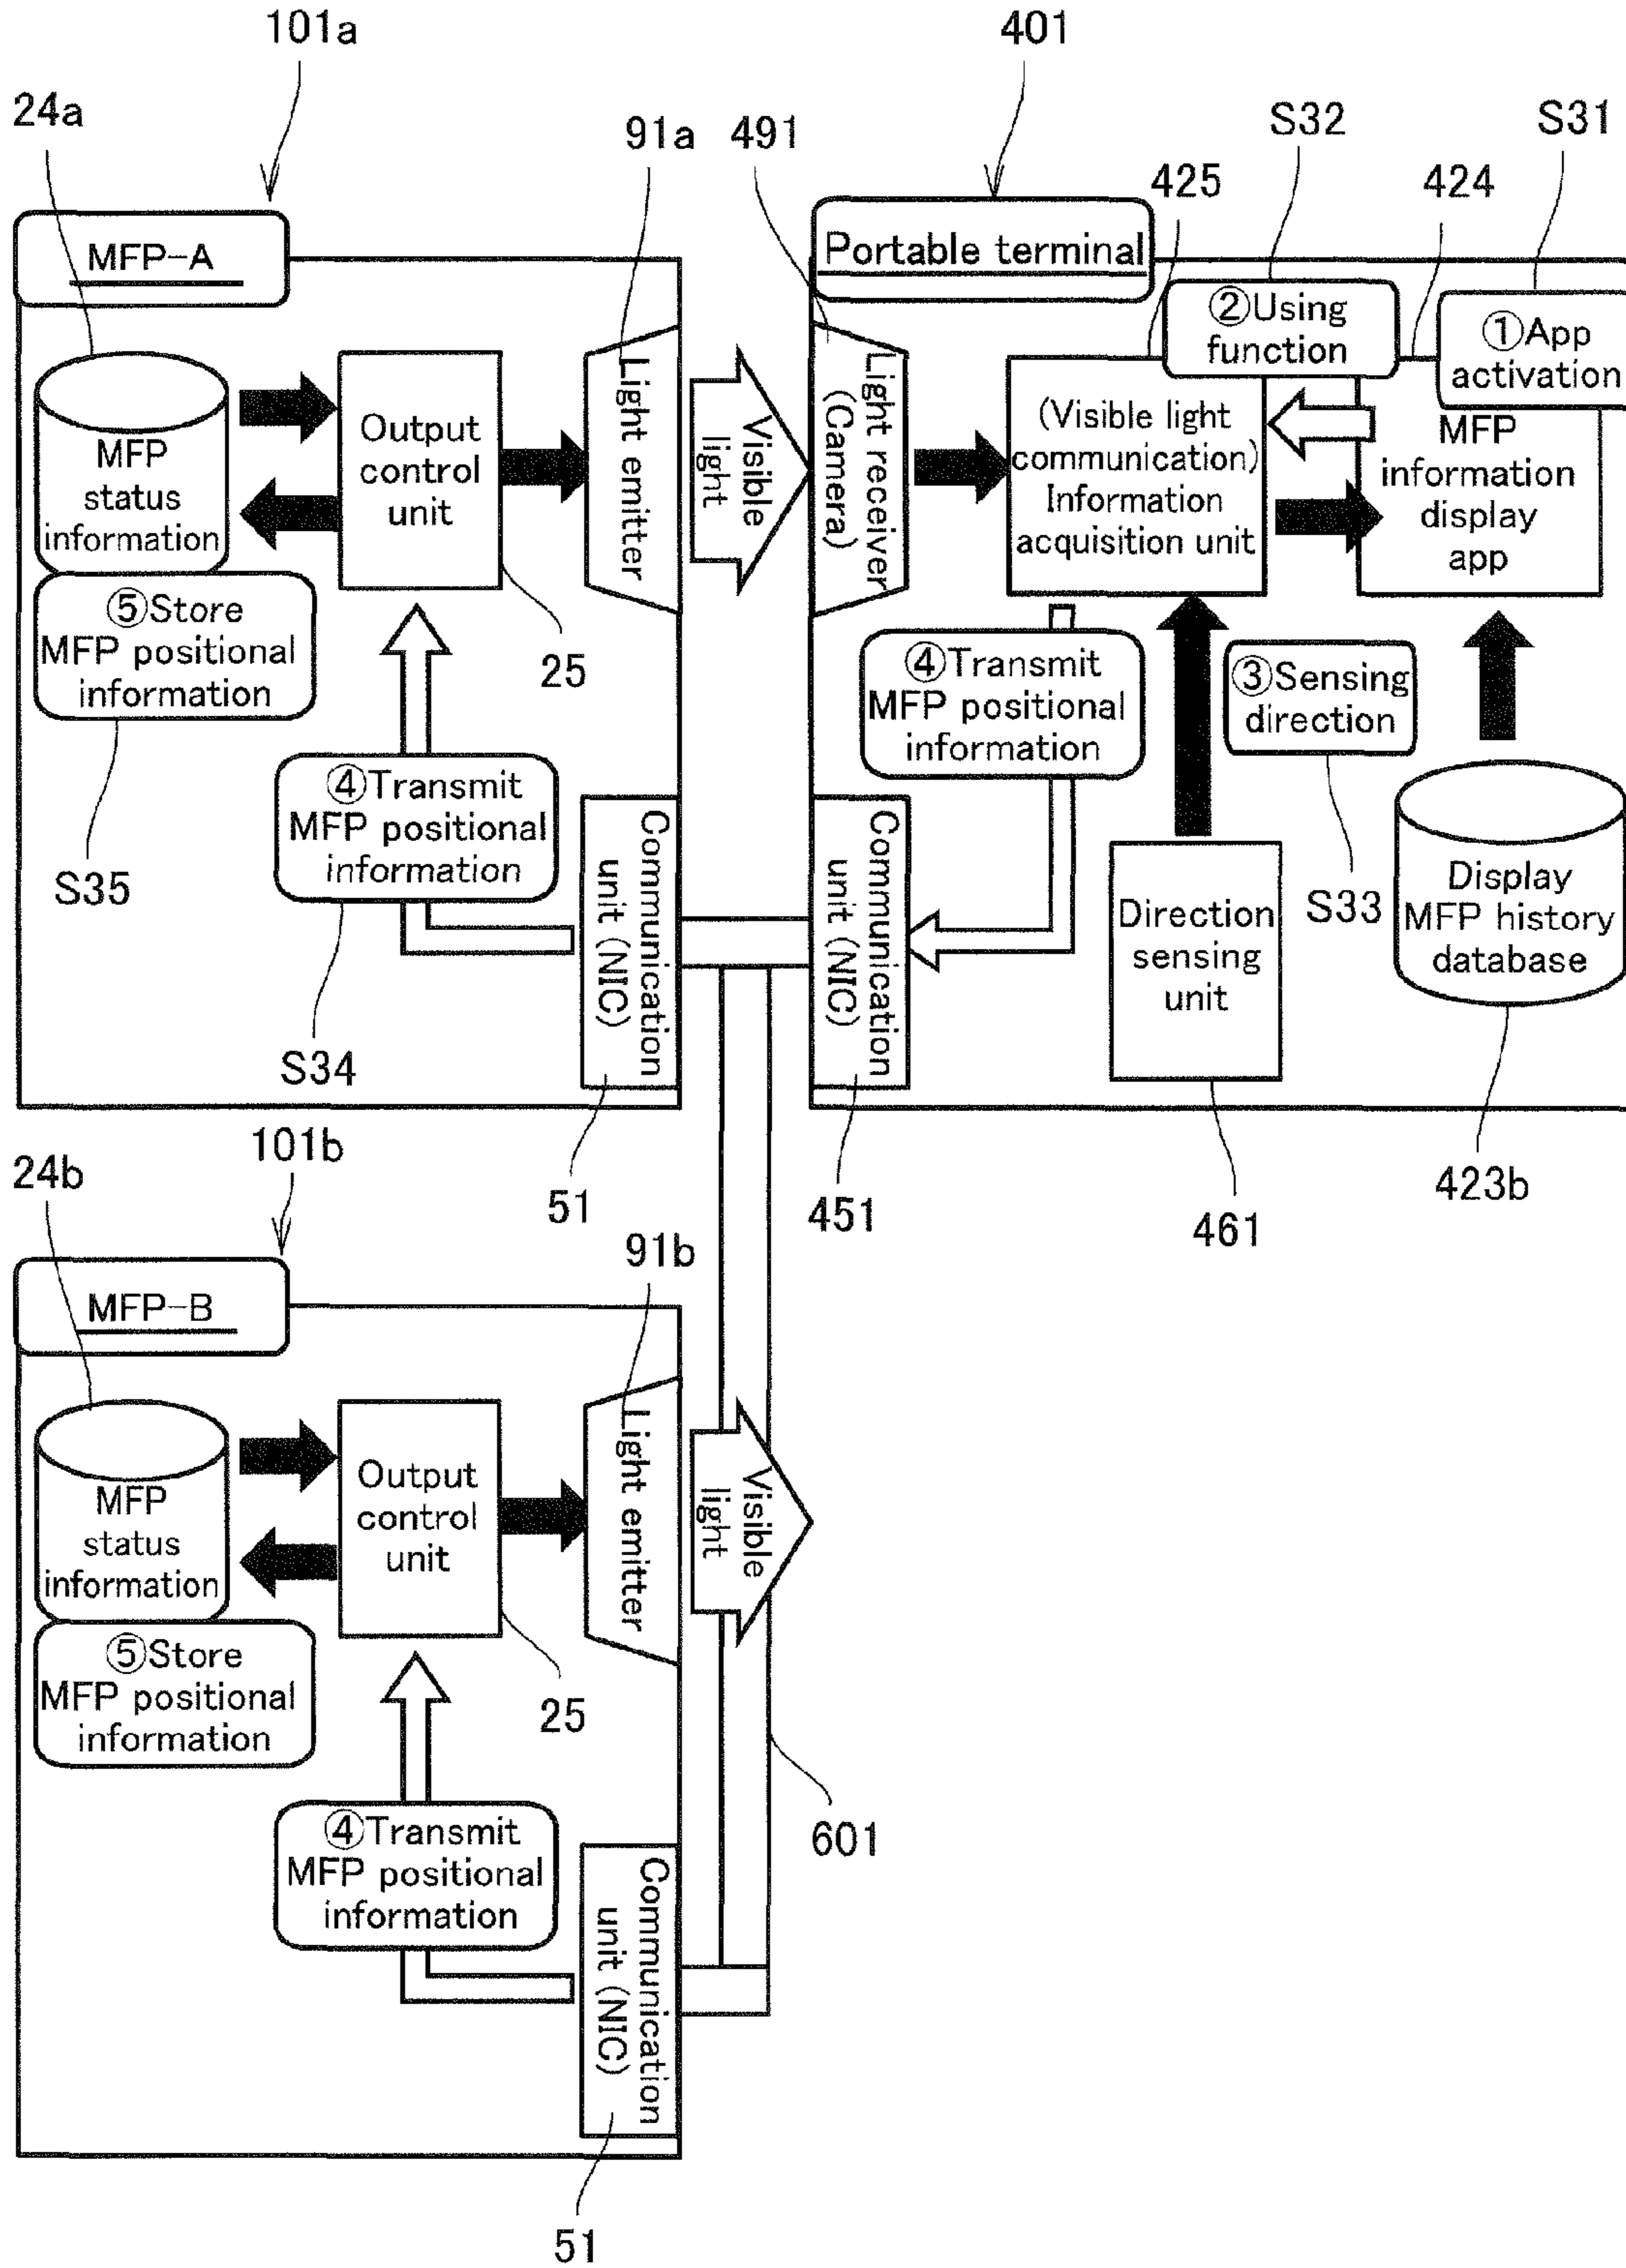 101a
401
24a
91a
491
S32
S31
425
424
MFP-A
Portable terminal
②Using
function
①App
activation
MFP
status
information
Output
control
unit
Light emitter
Visible
light
Light receiver
(Camera)
(Visible light
communication)
Information
acquisition unit
MFP
information
display
app
⑤Store
MFP positional
information
25
④Transmit
MFP positional
information
③Sensing
direction
④Transmit
MFP positional
information
S35
S34
Communication
unit (NIC)
Communication
unit (NIC)
Direction
sensing
unit
S33
Display
MFP history
database
51
451
461
423b
101b
24b
91b
MFP-B
MFP
status
information
Output
control
unit
Light emitter
Visible
light
⑤Store
MFP positional
information
25
④Transmit
MFP positional
information
601
Communication
unit (NIC)
51